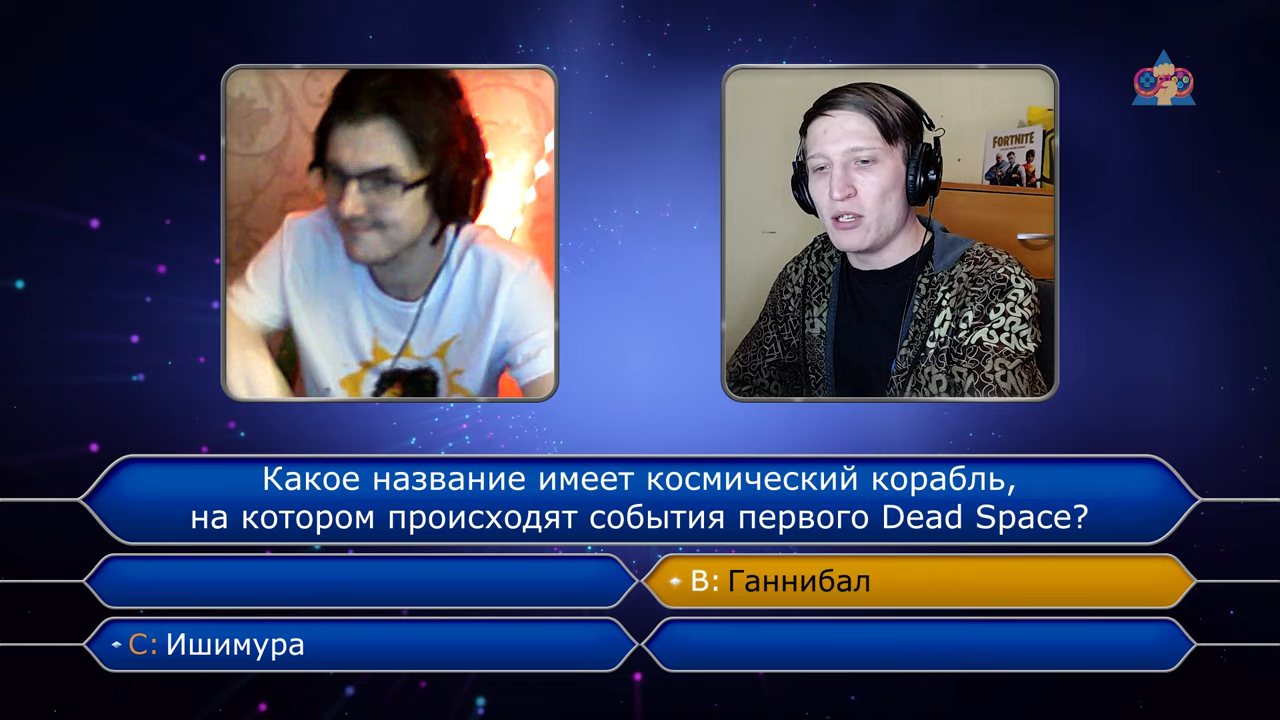 FORTNITE
Какое название имеет космический корабль,
на котором происходят события первого Dead Space?
B: Ганнибал
C: Ишимура